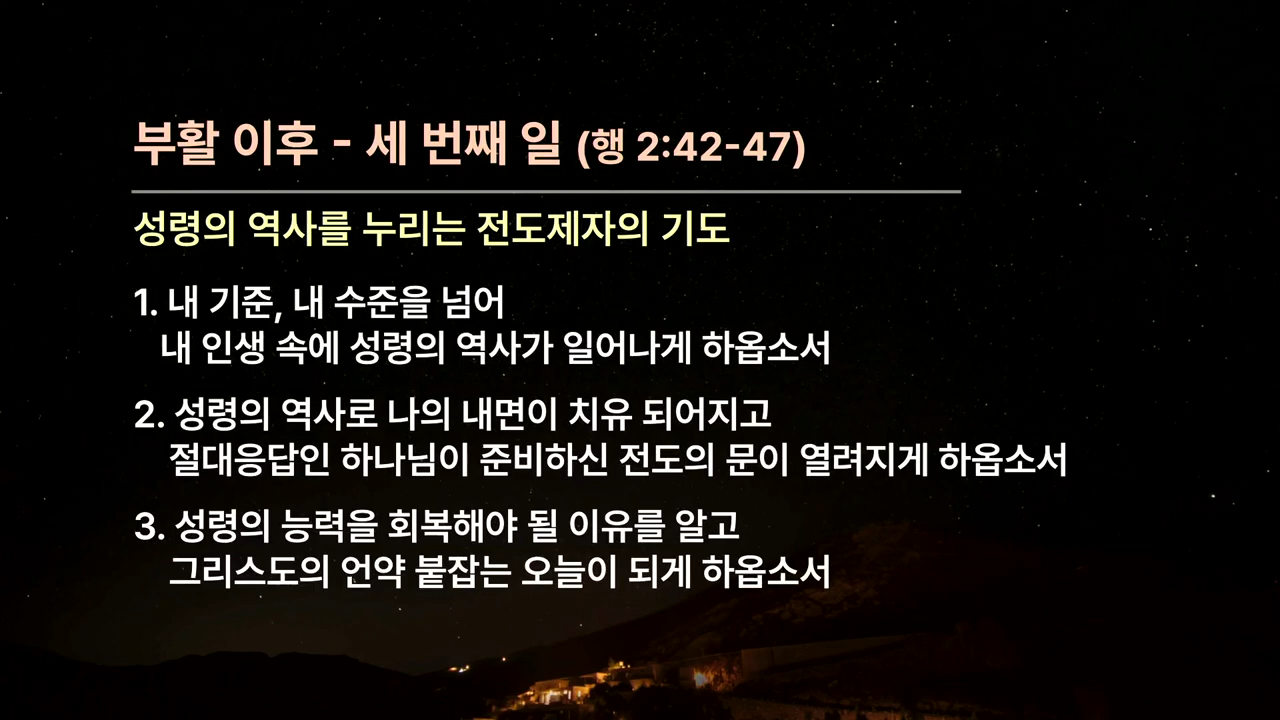 부활 이후 - 세 번째 일 (행 2:42-47)
성령의 역사를 누리는 전도제자의 기도
1. 내 기준, 내 수준을 넘어
내 인생 속에 성령의 역사가 일어나게 하옵소서
2. 성령의 역사로 나의 내면이 치유 되어지고
절대응답인 하나님이 준비하신 전도의 문이 열려지게 하옵소서
3. 성령의 능력을 회복해야 될 이유를 알고
그리스도의 언약 붙잡는 오늘이 되게 하옵소서